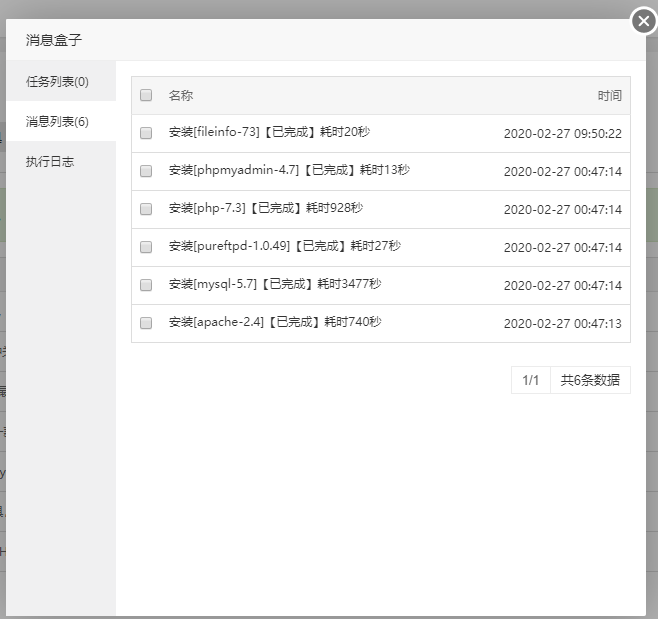 消息盒子
任务列表(0)
消息列表(6)
执行日志
名称 时间
安装[fileinfo-73]【已完成】耗时20秒 2020-02-27 09:50:22
安装[phpmyadmin-4.7]【已完成】耗时13秒 2020-02-27 00:47:14
安装[php-7.3]【已完成】耗时928秒 2020-02-27 00:47:14
安装[pureftpd-1.0.49]【已完成】耗时27秒 2020-02-27 00:47:14
安装[mysql-5.7]【已完成】耗时3477秒 2020-02-27 00:47:14
安装[apache-2.4]【已完成】耗时740秒 2020-02-27 00:47:13
1/1 共6条数据